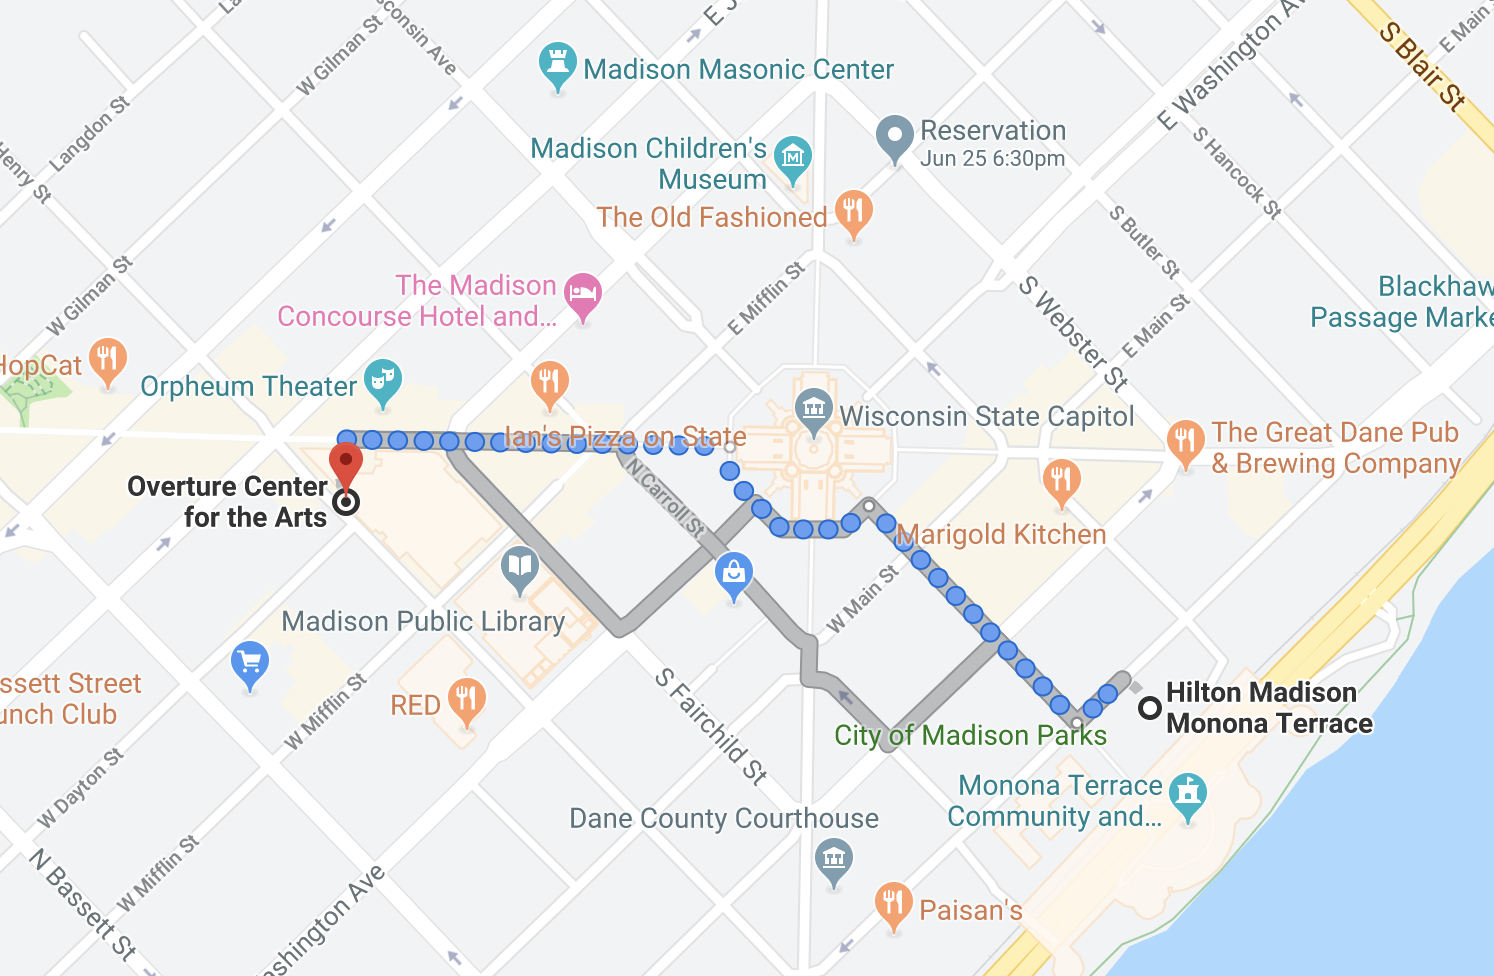 La
W Gilman St
sconsin Ave
E J
E Washington Av
S Blair St
E Main S
Madison Masonic Center
Langdon St
Henry St
Reservation
Jun 25 6:30pm
Madison Children's
Museum
The Old Fashioned
S Hancock St
S Butler St
W Gilman St
The Madison
Concourse Hotel and...
E Mifflin St
S Webster St
E Main St
Blackhaw
Passage Marke
HopCat
Orpheum Theater
Ian's Pizza on State
Wisconsin State Capitol
The Great Dane Pub
& Brewing Company
Overture Center
for the Arts
N Carroll St
Marigold Kitchen
W Main St
Madison Public Library
ssett Street
unch Club
RED
W Mifflin St
S Fairchild St
Hilton Madison
Monona Terrace
City of Madison Parks
W Dayton St
Monona Terrace
Community and...
Dane County Courthouse
N Bassett St
W Mifflin St
ashington Ave
Paisan's